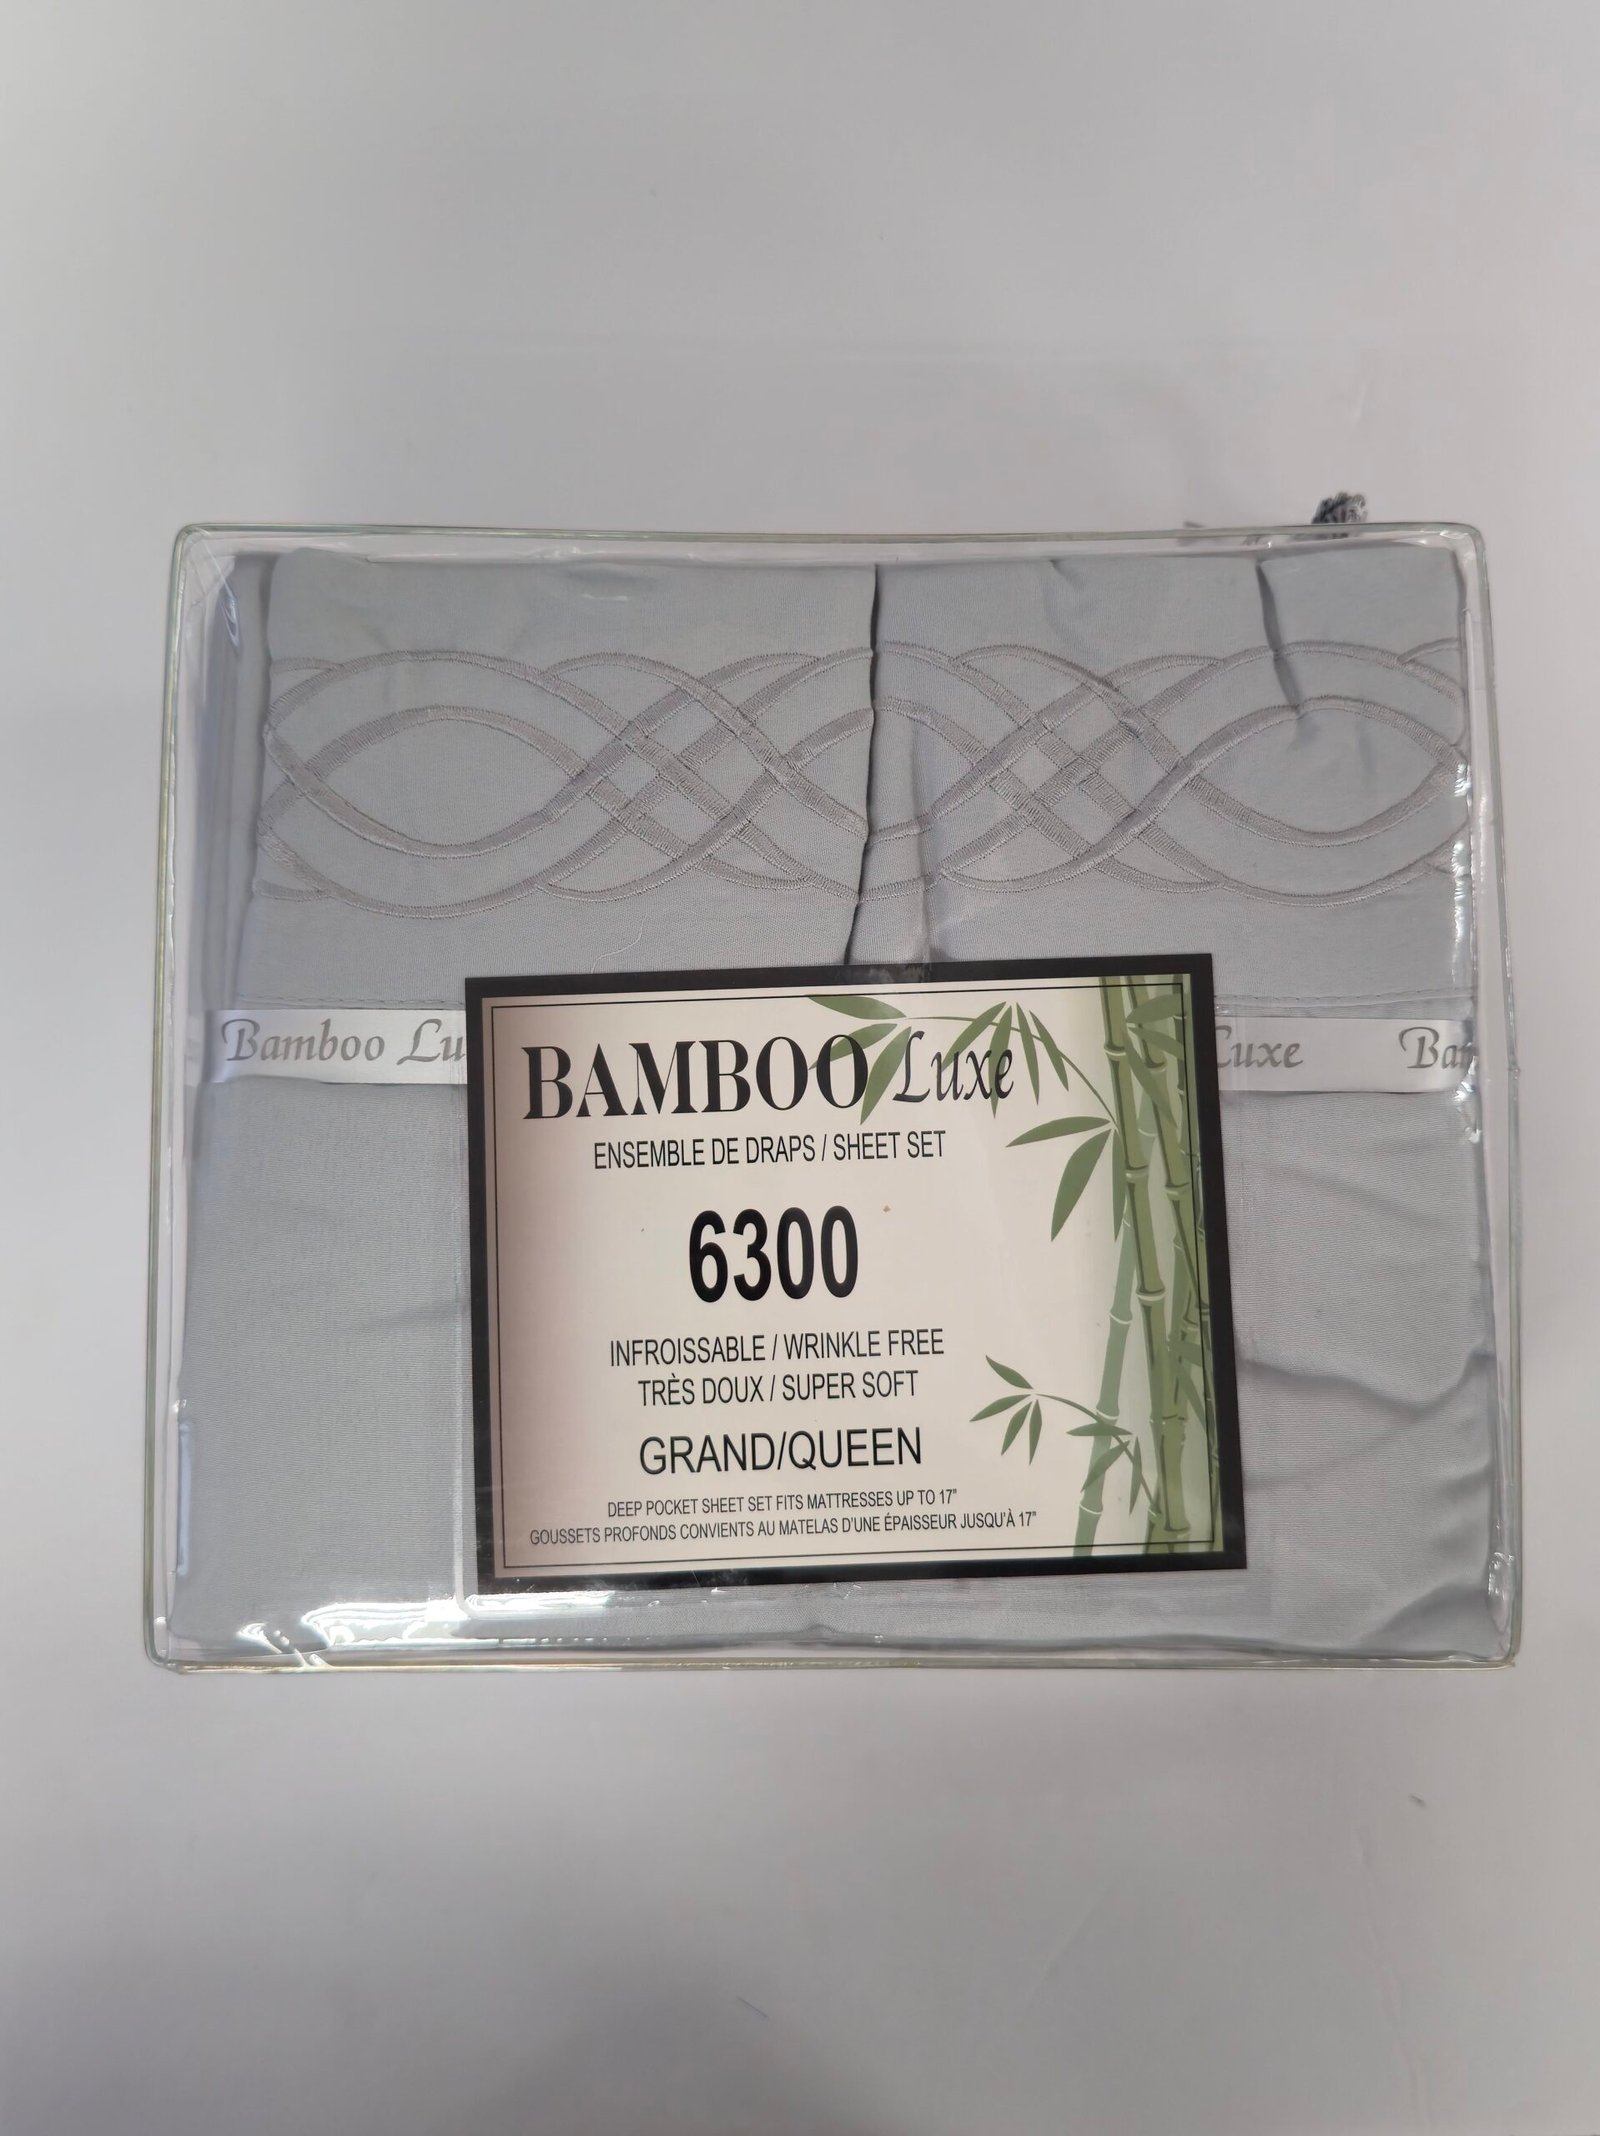 Bamboo Lu
BAMBOO Luxe
Luxe
Bam
ENSEMBLE DE DRAPS / SHEET SET
6300
INFROISSABLE / WRINKLE FREE
TRÈS DOUX / SUPER SOFT
GRAND/QUEEN
DEEP POCKET SHEET SET FITS MATTRESSES UP TO 17"
GOUSSETS PROFONDS CONVIENTS AU MATELAS D'UNE ÉPAISSEUR JUSQU'À 17"